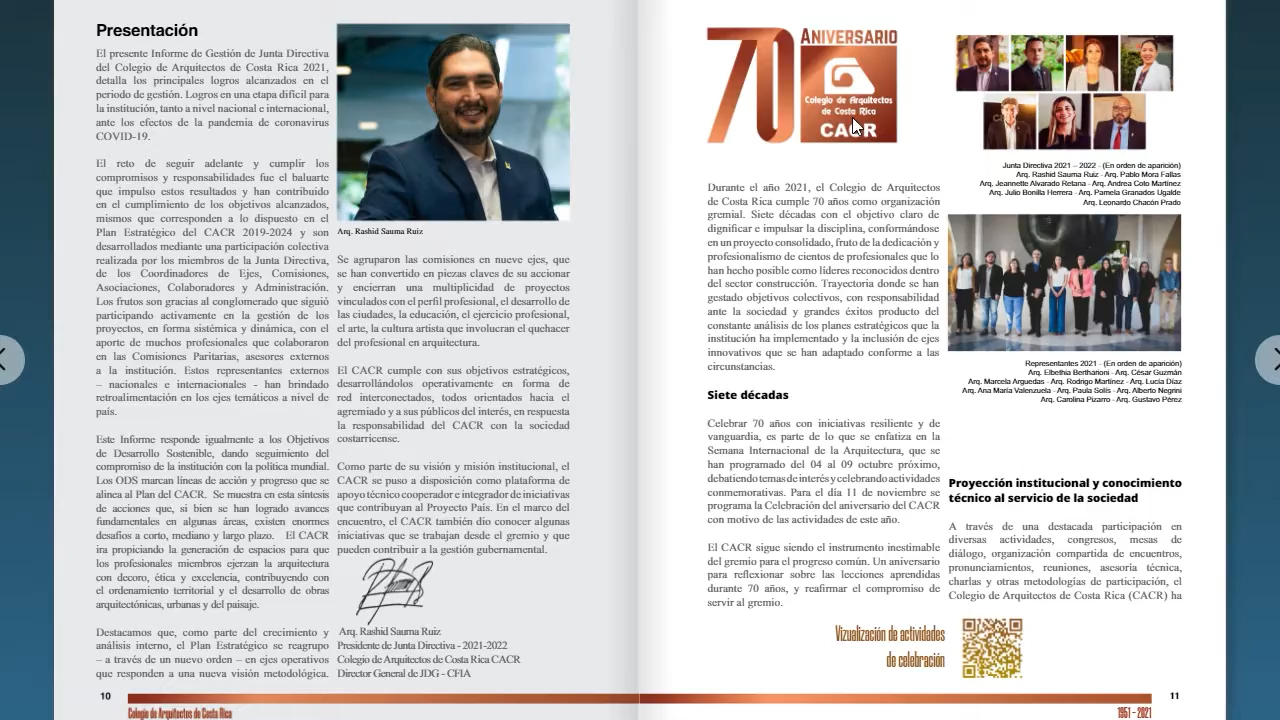 Presentación
El presente Informe de Gestión de Junta Directiva
del Colegio de Arquitectos de Costa Rica 2021,
detalla los principales logros alcanzados en el
periodo de gestión. Logros en una etapa difícil para
la institución, tanto a nivel nacional e internacional,
ante los efectos de la pandemia de coronavirus
COVID-19.
El reto de seguir adelante y cumplir los
compromisos y responsabilidades fue el baluarte
que impulso estos resultados y han contribuido
en el cumplimiento de los objetivos alcanzados,
mismos que corresponden a lo dispuesto en el
Plan Estratégico del CACR 2019-2024 y son
desarrollados mediante una participación colectiva
realizada por los miembros de la Junta Directiva,
de los Coordinadores de Ejes, Comisiones,
Asociaciones, Colaboradores y Administración.
Los frutos son gracias al conglomerado que siguió
participando activamente en la gestión de los
proyectos, en forma sistémica y dinámica, con el
aporte de muchos profesionales que colaboraron
en las Comisiones Paritarias, asesores externos
a la institución. Estos representantes externos
– nacionales e internacionales - han brindado
retroalimentación en los ejes temáticos a nivel de
país.
Este Informe responde igualmente a los Objetivos
de Desarrollo Sostenible, dando seguimiento del
compromiso de la institución con la política mundial.
Los ODS marcan líneas de acción y progreso que se
alinea al Plan del CACR. Se muestra en esta síntesis
de acciones que, si bien se han logrado avances
fundamentales en algunas áreas, existen enormes
desafíos a corto, mediano y largo plazo. El CACR
ira propiciando la generación de espacios para que
los profesionales miembros ejerzan la arquitectura
con decoro, ética y excelencia, contribuyendo con
el ordenamiento territorial y el desarrollo de obras
arquitectónicas, urbanas y del paisaje.
Destacamos que, como parte del crecimiento y
análisis interno, el Plan Estratégico se reagrupo
– a través de un nuevo orden – en ejes operativos
que responden a una nueva visión metodológica.
Arq. Rashid Sauma Ruiz
Se agruparon las comisiones en nueve ejes, que
se han convertido en piezas claves de su accionar
y encierran una multiplicidad de proyectos
vinculados con el perfil profesional, el desarrollo de
las ciudades, la educación, el ejercicio profesional,
el arte, la cultura artista que involucran el quehacer
del profesional en arquitectura.
El CACR cumple con sus objetivos estratégicos,
desarrollándolos operativamente en forma de
red interconectados, todos orientados hacia el
agremiado y a sus públicos del interés, en respuesta
la responsabilidad del CACR con la sociedad
costarricense.
Como parte de su visión y misión institucional, el
CACR se puso a disposición como plataforma de
apoyo técnico cooperador e integrador de iniciativas
que contribuyan al Proyecto País. En el marco del
encuentro, el CACR también dio conocer algunas
iniciativas que se trabajan desde el gremio y que
pueden contribuir a la gestión gubernamental.
Arq. Rashid Sauma Ruiz
Presidente de Junta Directiva - 2021-2022
Colegio de Arquitectos de Costa Rica CACR
Director General de JDG - CFIA
10
Colegio de Arquitectos de Costa Rica
70 ANIVERSARIO
Colegio de Arquitectos
de Costa Rica
CACR
Durante el año 2021, el Colegio de Arquitectos
de Costa Rica cumple 70 años como organización
gremial. Siete décadas con el objetivo claro de
dignificar e impulsar la disciplina, conformándose
en un proyecto consolidado, fruto de la dedicación y
profesionalismo de cientos de profesionales que lo
han hecho posible como líderes reconocidos dentro
del sector construcción. Trayectoria donde se han
gestado objetivos colectivos, con responsabilidad
ante la sociedad y grandes éxitos producto del
constante análisis de los planes estratégicos que la
institución ha implementado y la inclusión de ejes
innovativos que se han adaptado conforme a las
circunstancias.
Siete décadas
Celebrar 70 años con iniciativas resiliente y de
vanguardia, es parte de lo que se enfatiza en la
Semana Internacional de la Arquitectura, que se
han programado del 04 al 09 octubre próximo,
debatiendo temas de interés y celebrando actividades
conmemorativas. Para el día 11 de noviembre se
programa la Celebración del aniversario del CACR
con motivo de las actividades de este año.
El CACR sigue siendo el instrumento inestimable
del gremio para el progreso común. Un aniversario
para reflexionar sobre las lecciones aprendidas
durante 70 años, y reafirmar el compromiso de
servir al gremio.
Vizualización de actividades
de celebración
Junta Directiva 2021 – 2022 - (En orden de aparición)
Arq. Rashid Sauma Ruiz - Arq. Pablo Mora Fallas
Arq. Jeannette Alvarado Retana - Arq. Andrea Coto Martínez
Arq. Julio Bonilla Herrera - Arq. Pamela Granados Ugalde
Arq. Leonardo Chacón Prado
Representantes 2021 - (En orden de aparición)
Arq. Elbethia Bertharioni - Arq. César Guzmán
Arq. Marcela Arguedas - Arq. Rodrigo Martínez - Arq. Lucía Díaz
Arq. Ana María Valenzuela - Arq. Paula Solís - Arq. Alberto Negrini
Arq. Carolina Pizarro - Arq. Gustavo Pérez
Proyección institucional y conocimiento
técnico al servicio de la sociedad
A través de una destacada participación en
diversas actividades, congresos, mesas de
diálogo, organización compartida de encuentros,
pronunciamientos, reuniones, asesoría técnica,
charlas y otras metodologías de participación, el
Colegio de Arquitectos de Costa Rica (CACR) ha
11
1951 - 2021